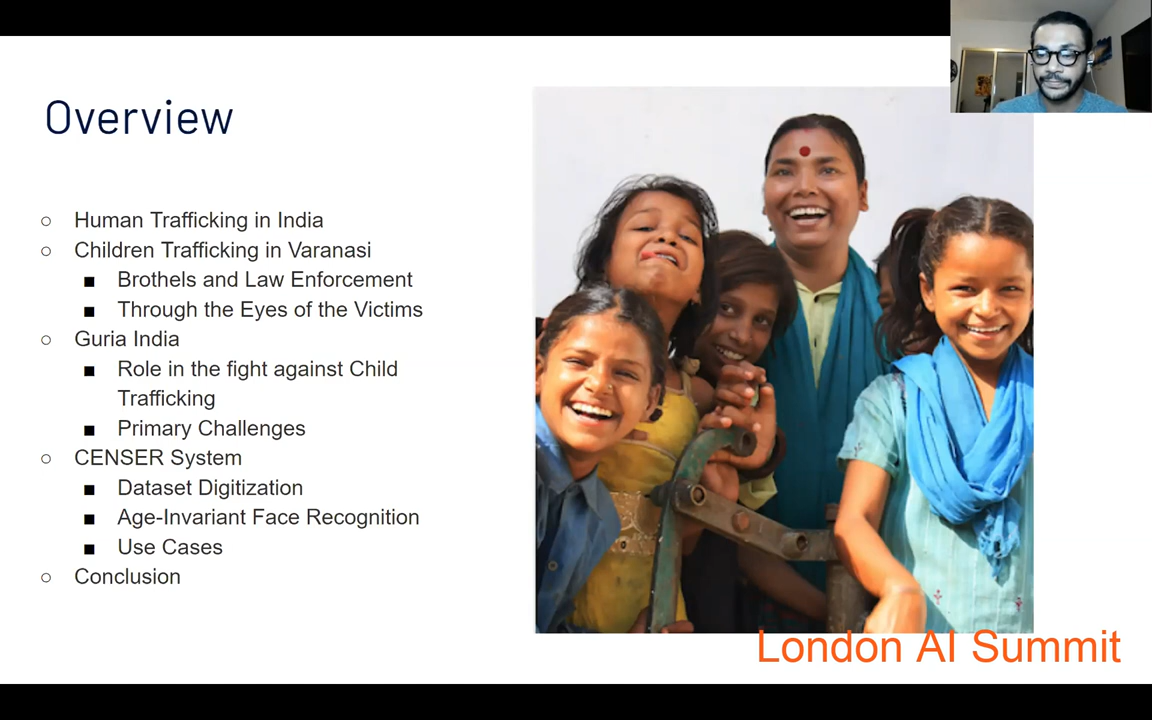 Overview
○ Human Trafficking in India
○ Children Trafficking in Varanasi
■ Brothels and Law Enforcement
■ Through the Eyes of the Victims
○ Guria India
■ Role in the fight against Child
Trafficking
■ Primary Challenges
○ CENSER System
■ Dataset Digitization
■ Age-Invariant Face Recognition
■ Use Cases
○ Conclusion
London AI Summit